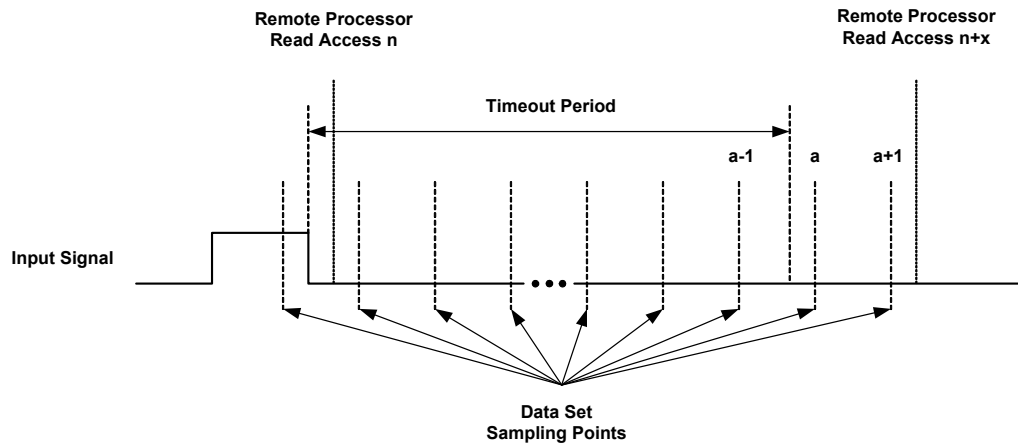 Remote Processor
Read Access n
Remote Processor
Read Access n+x
Timeout Period
a-1
a
a+1
Input Signal
Data Set
Sampling Points